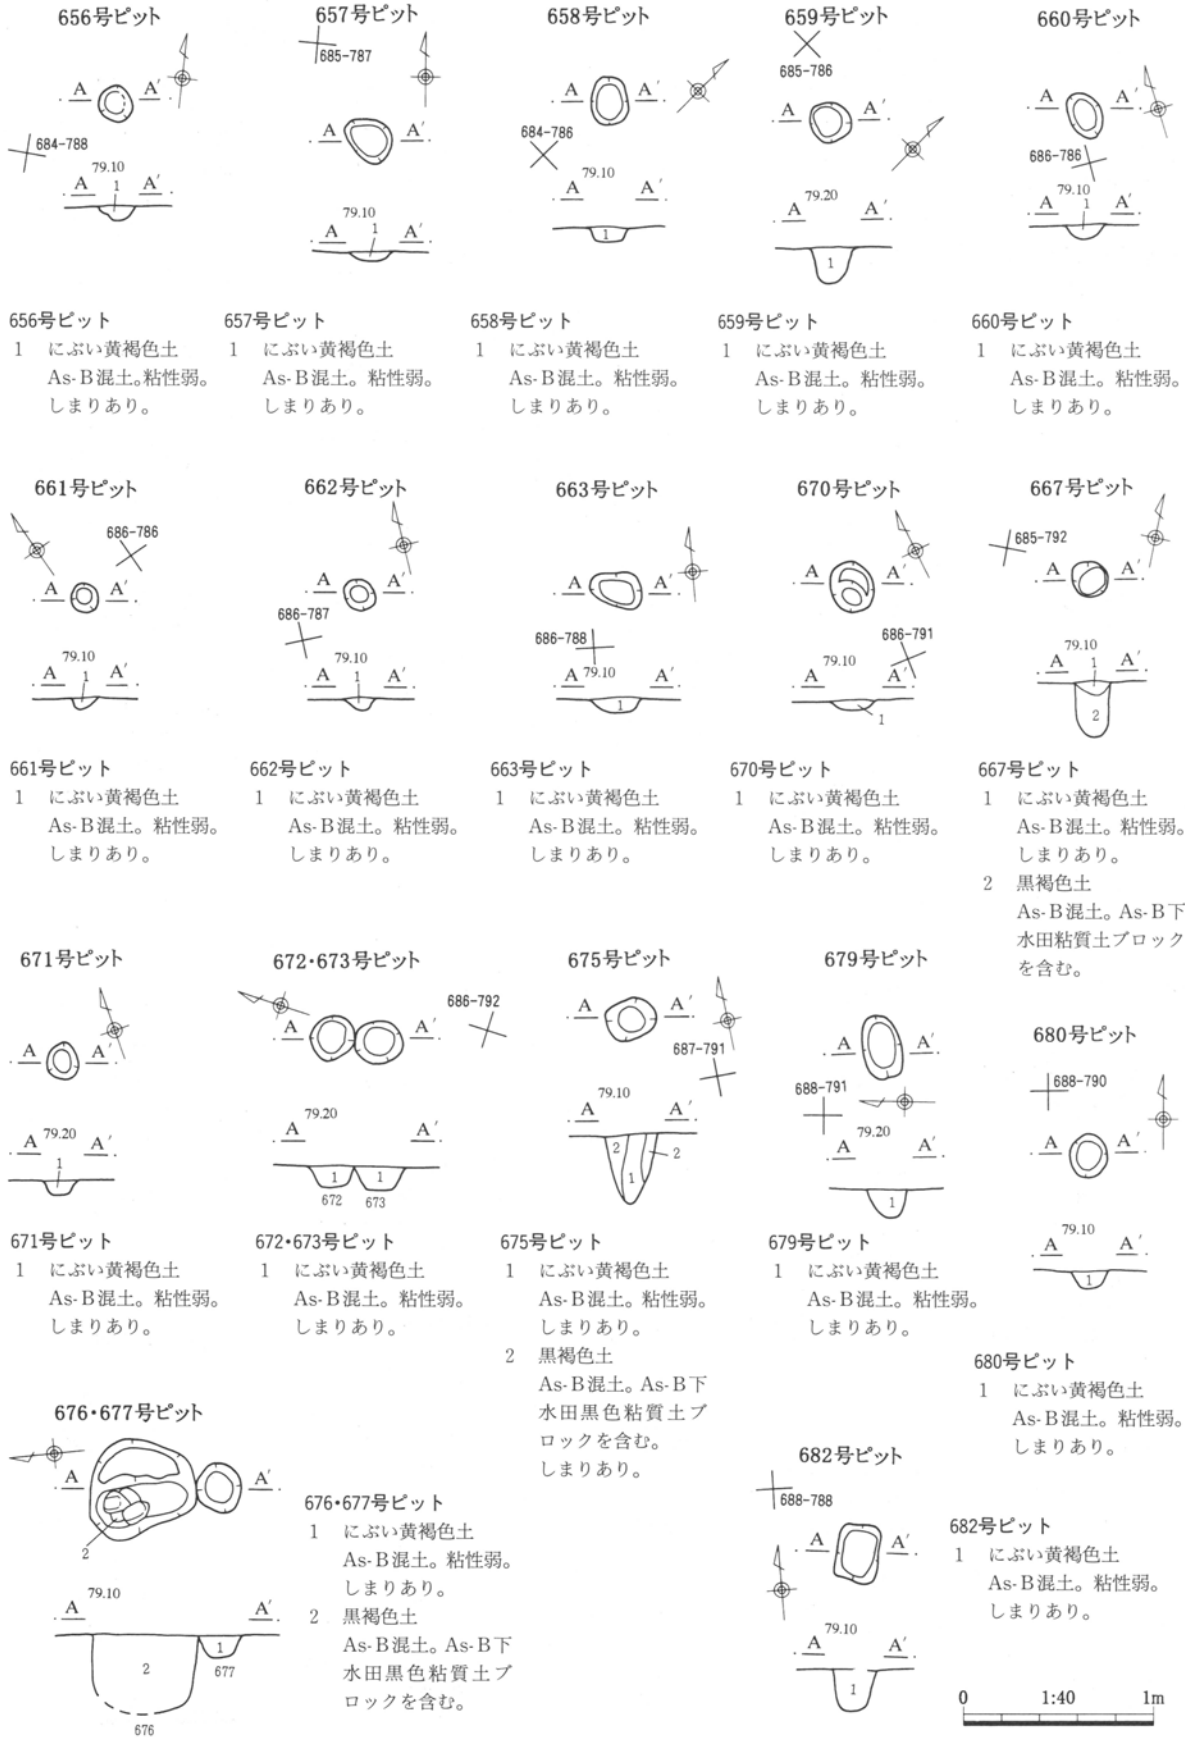 656号ピット
A A′
684-788
79.10
A 1 A′
657号ピット
685-787
A A′
79.10
A 1 A′
658号ピット
A A′
684-786
79.10
A A′
1
659号ピット
685-786
A A′
79.20
A A′
1
660号ピット
A A′
686-786
79.10
A 1 A′
656号ピット
1 にぶい黄褐色土
As-B混土。粘性弱。
しまりあり。
657号ピット
1 にぶい黄褐色土
As-B混土。粘性弱。
しまりあり。
658号ピット
1 にぶい黄褐色土
As-B混土。粘性弱。
しまりあり。
659号ピット
1 にぶい黄褐色土
As-B混土。粘性弱。
しまりあり。
660号ピット
1 にぶい黄褐色土
As-B混土。粘性弱。
しまりあり。
661号ピット
686-786
A A′
79.10
A 1 A′
662号ピット
A A′
686-787
79.10
A 1 A′
663号ピット
A A′
686-788
A 79.10 A′
1
670号ピット
A A′
686-791
79.10
A A′
1
667号ピット
685-792
A A′
79.10
A 1 A′
2
661号ピット
1 にぶい黄褐色土
As-B混土。粘性弱。
しまりあり。
662号ピット
1 にぶい黄褐色土
As-B混土。粘性弱。
しまりあり。
663号ピット
1 にぶい黄褐色土
As-B混土。粘性弱。
しまりあり。
670号ピット
1 にぶい黄褐色土
As-B混土。粘性弱。
しまりあり。
667号ピット
1 にぶい黄褐色土
As-B混土。粘性弱。
しまりあり。
2 黒褐色土
As-B混土。As-B下
水田粘質土ブロック
を含む。
671号ピット
A A′
A 79.20 A′
1
672・673号ピット
686-792
A A′
79.20
A A′
1 1
672 673
675号ピット
A A′
687-791
79.10
A A′
2 1 2
679号ピット
A A′
688-791
79.20
A A′
1
680号ピット
688-790
A A′
79.10
A A′
1
671号ピット
1 にぶい黄褐色土
As-B混土。粘性弱。
しまりあり。
672・673号ピット
1 にぶい黄褐色土
As-B混土。粘性弱。
しまりあり。
675号ピット
1 にぶい黄褐色土
As-B混土。粘性弱。
しまりあり。
2 黒褐色土
As-B混土。As-B下
水田黒色粘質土ブ
ロックを含む。
しまりあり。
679号ピット
1 にぶい黄褐色土
As-B混土。粘性弱。
しまりあり。
680号ピット
1 にぶい黄褐色土
As-B混土。粘性弱。
しまりあり。
676・677号ピット
A A′
2
79.10
A A′
2 1
677
676
676・677号ピット
1 にぶい黄褐色土
As-B混土。粘性弱。
しまりあり。
2 黒褐色土
As-B混土。As-B下
水田黒色粘質土ブ
ロックを含む。
682号ピット
688-788
A A′
79.10
A A′
1
682号ピット
1 にぶい黄褐色土
As-B混土。粘性弱。
しまりあり。
0 1:40 1m